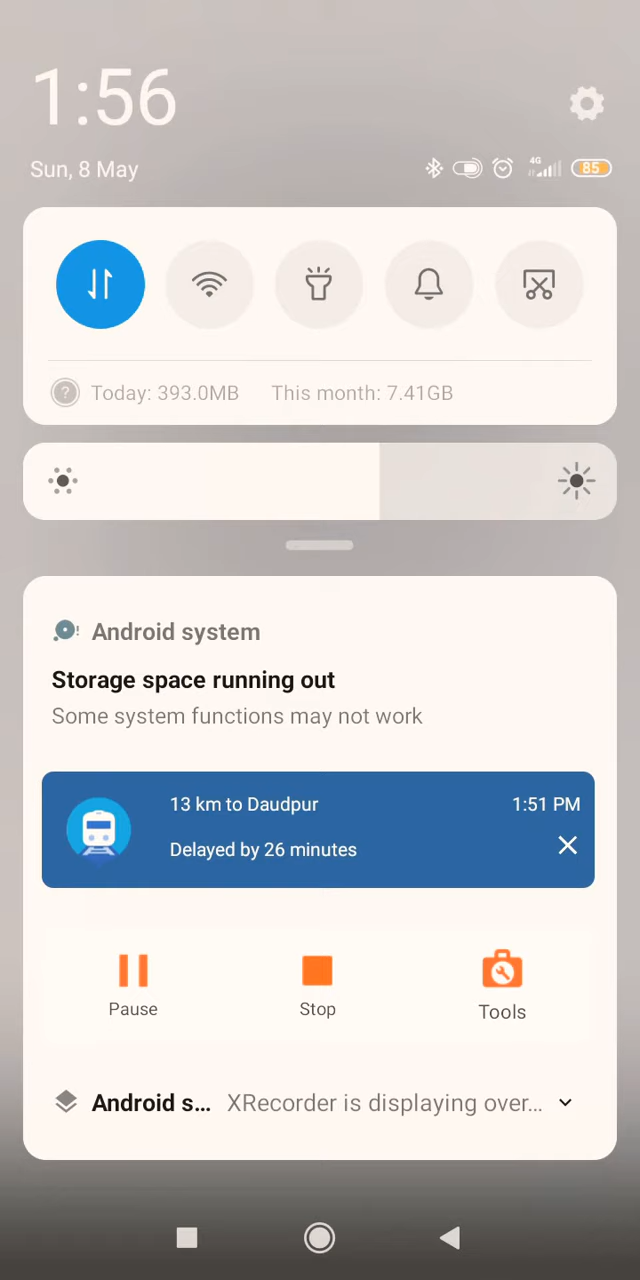 1:56
Sun, 8 May
4G
85
?
Today: 393.0MB This month: 7.41GB
Android system
Storage space running out
Some system functions may not work
13 km to Daudpur 1:51 PM
Delayed by 26 minutes
Pause Stop Tools
Android s... XRecorder is displaying over...